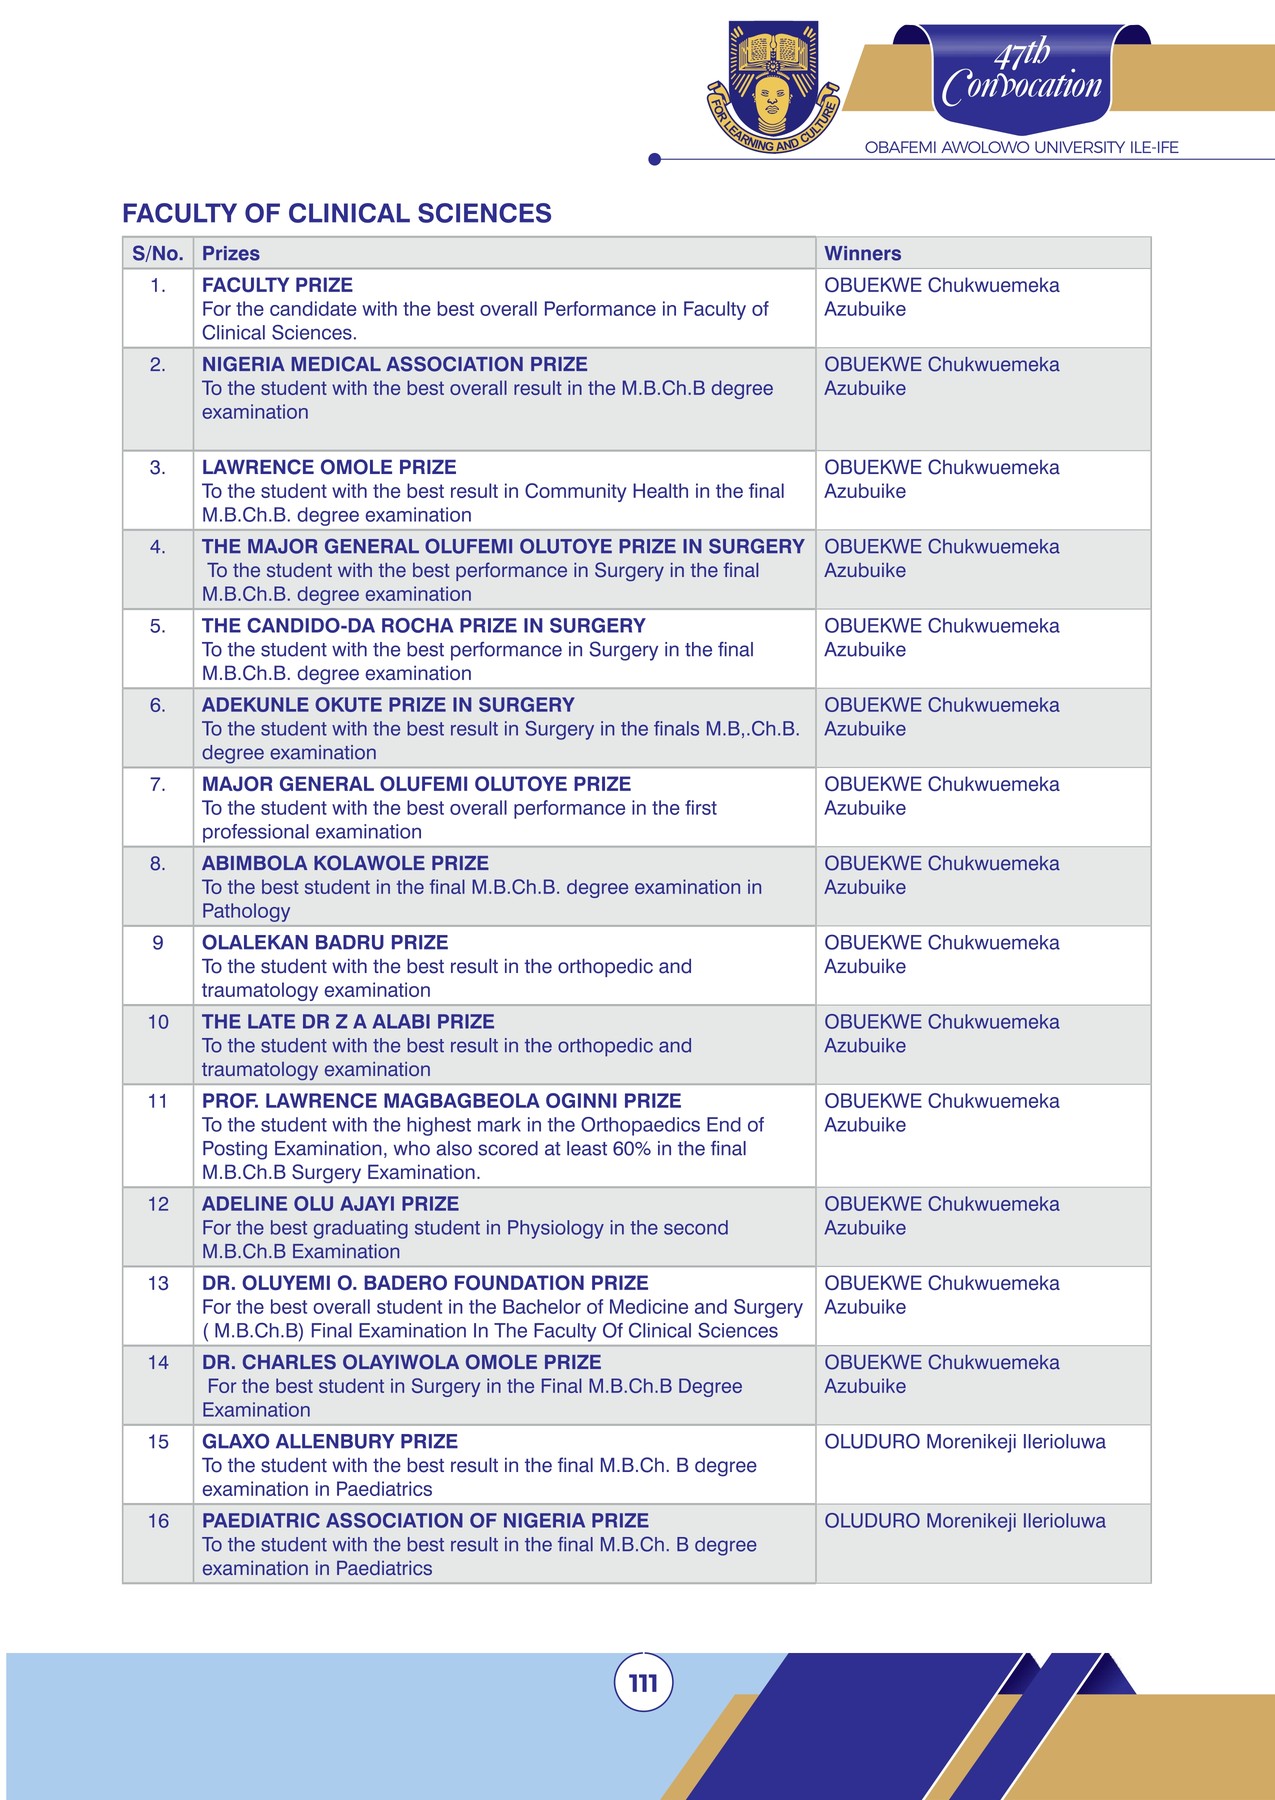 FOR LEARNING AND CULTURE
47th
Convocation
OBAFEMI AWOLOWO UNIVERSITY ILE-IFE
FACULTY OF CLINICAL SCIENCES
S/No. Prizes Winners
1. FACULTY PRIZE OBUEKWE Chukwuemeka
For the candidate with the best overall Performance in Faculty of Azubuike
Clinical Sciences.
2. NIGERIA MEDICAL ASSOCIATION PRIZE OBUEKWE Chukwuemeka
To the student with the best overall result in the M.B.Ch.B degree Azubuike
examination
3. LAWRENCE OMOLE PRIZE OBUEKWE Chukwuemeka
To the student with the best result in Community Health in the final Azubuike
M.B.Ch.B. degree examination
4. THE MAJOR GENERAL OLUFEMI OLUTOYE PRIZE IN SURGERY OBUEKWE Chukwuemeka
To the student with the best performance in Surgery in the final Azubuike
M.B.Ch.B. degree examination
5. THE CANDIDO-DA ROCHA PRIZE IN SURGERY OBUEKWE Chukwuemeka
To the student with the best performance in Surgery in the final Azubuike
M.B.Ch.B. degree examination
6. ADEKUNLE OKUTE PRIZE IN SURGERY OBUEKWE Chukwuemeka
To the student with the best result in Surgery in the finals M.B,.Ch.B. Azubuike
degree examination
7. MAJOR GENERAL OLUFEMI OLUTOYE PRIZE OBUEKWE Chukwuemeka
To the student with the best overall performance in the first Azubuike
professional examination
8. ABIMBOLA KOLAWOLE PRIZE OBUEKWE Chukwuemeka
To the best student in the final M.B.Ch.B. degree examination in Azubuike
Pathology
9 OLALEKAN BADRU PRIZE OBUEKWE Chukwuemeka
To the student with the best result in the orthopedic and Azubuike
traumatology examination
10 THE LATE DR Z A ALABI PRIZE OBUEKWE Chukwuemeka
To the student with the best result in the orthopedic and Azubuike
traumatology examination
11 PROF. LAWRENCE MAGBAGBEOLA OGINNI PRIZE OBUEKWE Chukwuemeka
To the student with the highest mark in the Orthopaedics End of Azubuike
Posting Examination, who also scored at least 60% in the final
M.B.Ch.B Surgery Examination.
12 ADELINE OLU AJAYI PRIZE OBUEKWE Chukwuemeka
For the best graduating student in Physiology in the second Azubuike
M.B.Ch.B Examination
13 DR. OLUYEMI O. BADERO FOUNDATION PRIZE OBUEKWE Chukwuemeka
For the best overall student in the Bachelor of Medicine and Surgery Azubuike
( M.B.Ch.B) Final Examination In The Faculty Of Clinical Sciences
14 DR. CHARLES OLAYIWOLA OMOLE PRIZE OBUEKWE Chukwuemeka
For the best student in Surgery in the Final M.B.Ch.B Degree Azubuike
Examination
15 GLAXO ALLENBURY PRIZE OLUDURO Morenikeji Ilerioluwa
To the student with the best result in the final M.B.Ch. B degree
examination in Paediatrics
16 PAEDIATRIC ASSOCIATION OF NIGERIA PRIZE OLUDURO Morenikeji Ilerioluwa
To the student with the best result in the final M.B.Ch. B degree
examination in Paediatrics
111